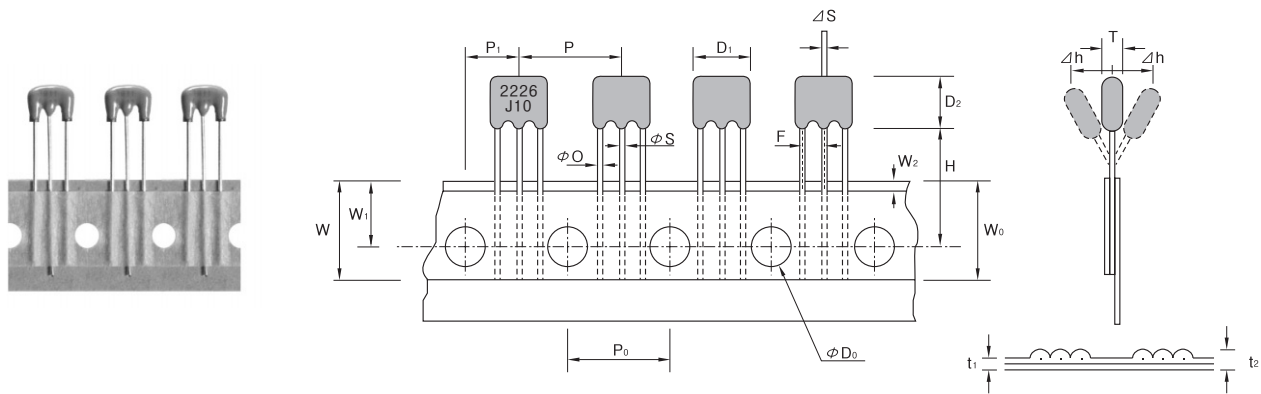 ⊿S
P1 P D1 T
⊿h ⊿h
2226
J10
D2
ΦS F H
ΦO W2
W1
W W0
P0 ΦD0
t1 t2